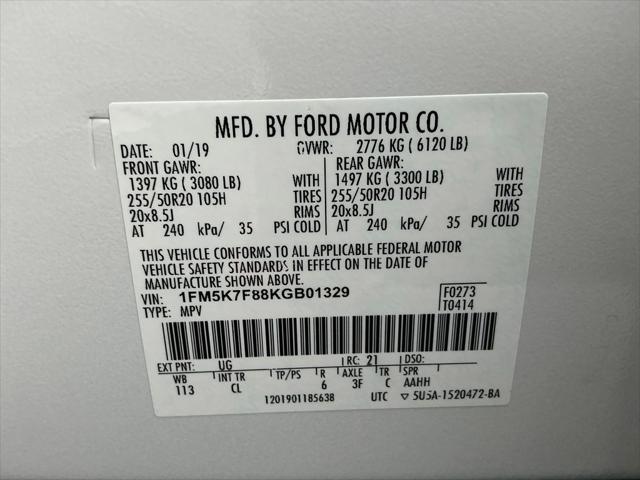 MFD. BY FORD MOTOR CO.
DATE: 01/19 GVWR: 2776 KG ( 6120 LB)
FRONT GAWR: REAR GAWR:
1397 KG ( 3080 LB) WITH 1497 KG ( 3300 LB) WITH
255/50R20 105H TIRES 255/50R20 105H TIRES
20x8.5J RIMS 20x8.5J RIMS
AT 240 kPa/ 35 PSI COLD AT 240 kPa/ 35 PSI COLD
THIS VEHICLE CONFORMS TO ALL APPLICABLE FEDERAL MOTOR
VEHICLE SAFETY STANDARDS IN EFFECT ON THE DATE OF
MANUFACTURE SHOWN ABOVE.
VIN: 1FM5K7F88KGB01329 F0273
TYPE: MPV T0414
EXT PNT: UG RC: 21 DSO:
WB INT TR TP/PS R AXLE TR SPR
113 CL 6 3F C AAHH
1201901185638 UTC ▽ 5U5A-1520472-BA